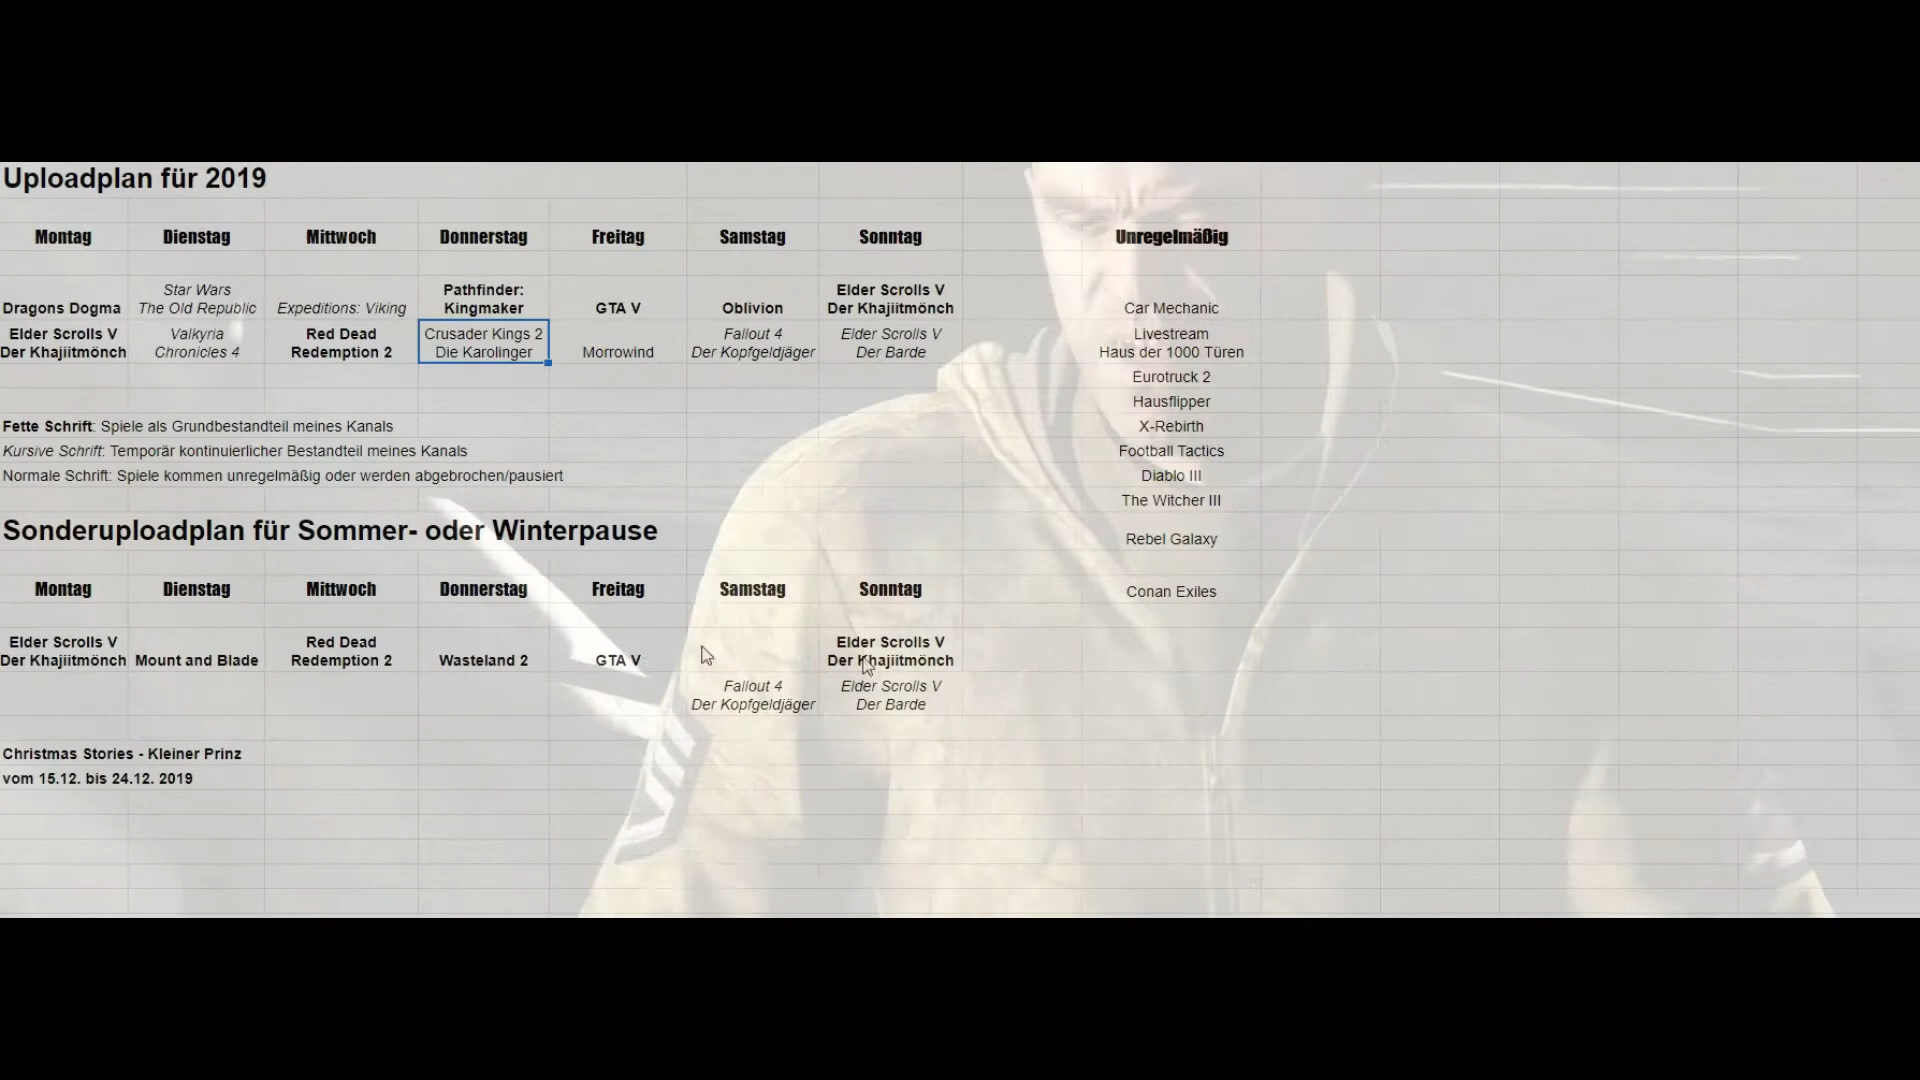 Uploadplan für 2019
Montag Dienstag Mittwoch Donnerstag Freitag Samstag Sonntag Unregelmäßig
Star Wars Pathfinder: Elder Scrolls V
Dragons Dogma The Old Republic Expeditions: Viking Kingmaker GTA V Oblivion Der Khajiitmönch Car Mechanic
Elder Scrolls V Valkyria Red Dead Crusader Kings 2 Fallout 4 Elder Scrolls V Livestream
Der Khajiitmönch Chronicles 4 Redemption 2 Die Karolinger Morrowind Der Kopfgeldjäger Der Barde Haus der 1000 Türen
Eurotruck 2
Hausflipper
Fette Schrift: Spiele als Grundbestandteil meines Kanals X-Rebirth
Kursive Schrift: Temporär kontinuierlicher Bestandteil meines Kanals Football Tactics
Normale Schrift: Spiele kommen unregelmäßig oder werden abgebrochen/pausiert Diablo III
The Witcher III
Sonderuploadplan für Sommer- oder Winterpause
Rebel Galaxy
Montag Dienstag Mittwoch Donnerstag Freitag Samstag Sonntag Conan Exiles
Elder Scrolls V Red Dead Elder Scrolls V
Der Khajiitmönch Mount and Blade Redemption 2 Wasteland 2 GTA V Der Khajiitmönch
Fallout 4 Elder Scrolls V
Der Kopfgeldjäger Der Barde
Christmas Stories - Kleiner Prinz
vom 15.12. bis 24.12. 2019